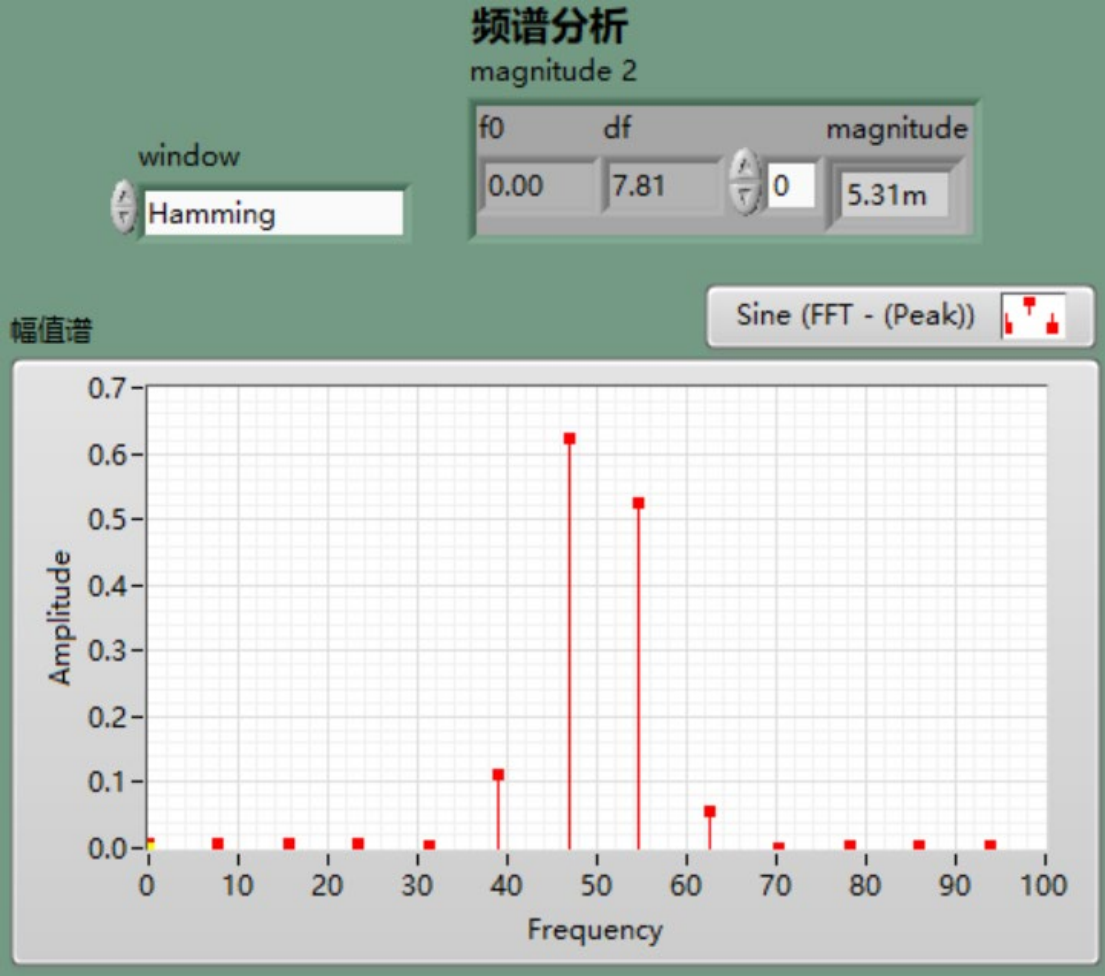 频谱分析
magnitude 2
f0 df magnitude
window
0.00 7.81 0 5.31m
Hamming
Sine (FFT - (Peak))
幅值谱
0.7
0.6
0.5
0.4
0.3
0.2
0.1
0.0
Amplitude
0 10 20 30 40 50 60 70 80 90 100
Frequency